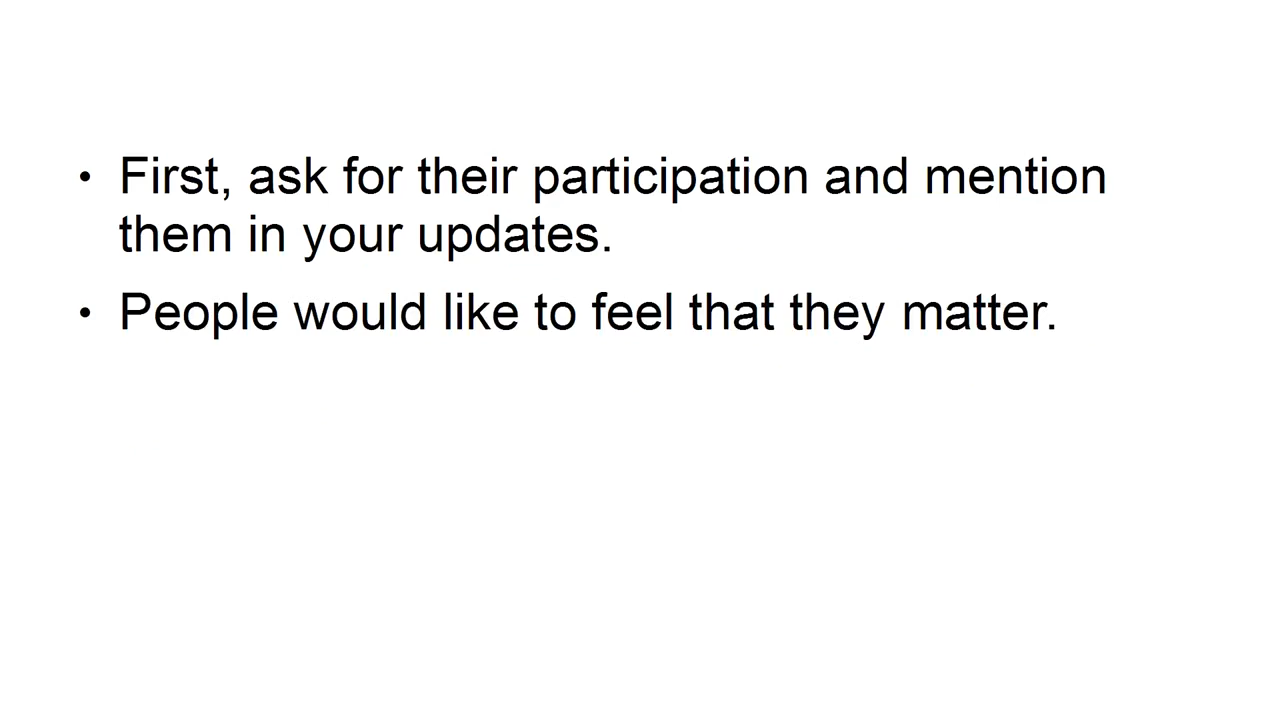 • First, ask for their participation and mention
them in your updates.
• People would like to feel that they matter.